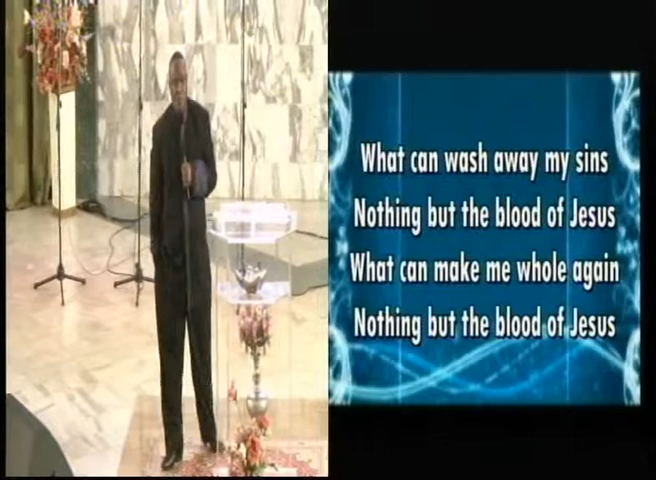 What can wash away my sins
Nothing but the blood of Jesus
What can make me whole again
Nothing but the blood of Jesus